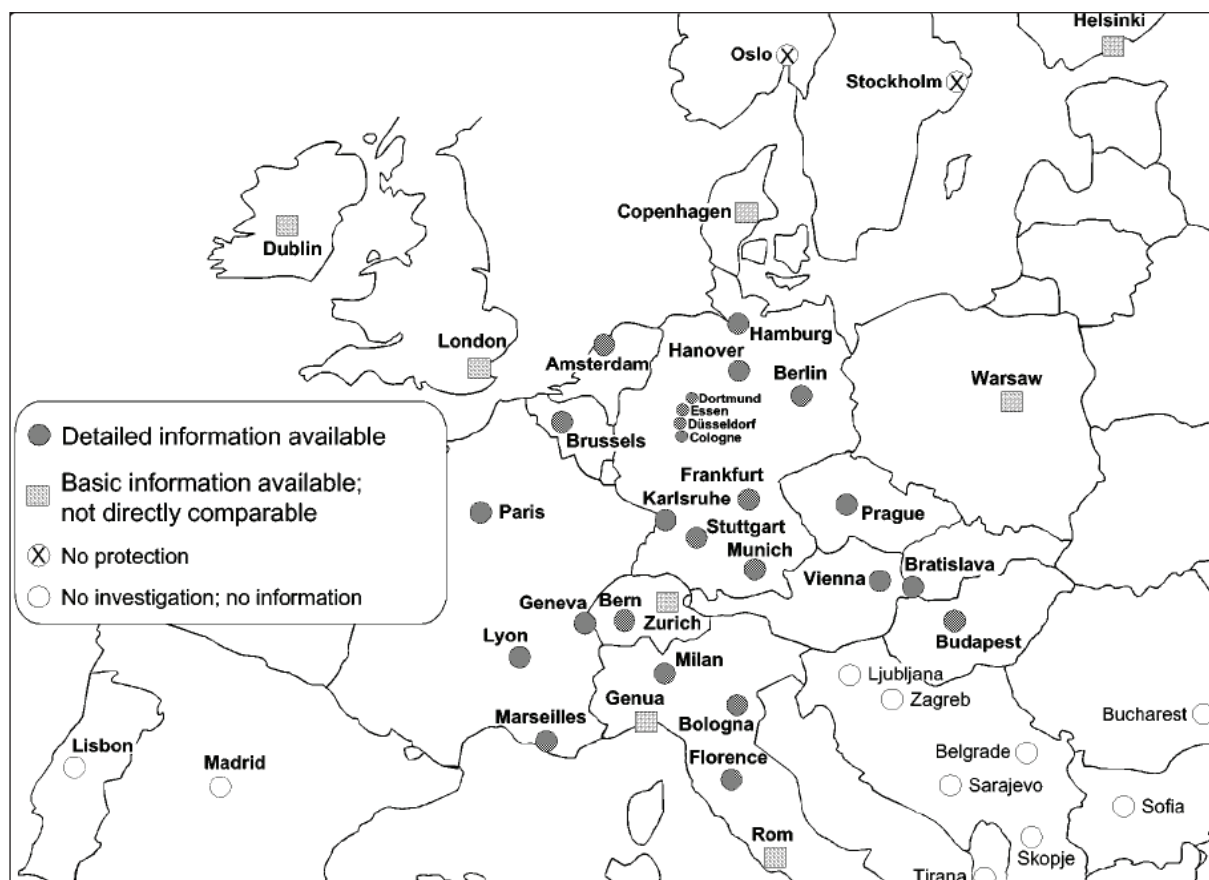 Helsinki
Oslo
Stockholm
Copenhagen
Dublin
Hamburg
London
Hanover
Amsterdam
Berlin
Warsaw
Dortmund
Essen
Düsseldorf
Cologne
Brussels
Detailed information available
Basic information available;
not directly comparable
No protection
No investigation; no information
Frankfurt
Karlsruhe
Paris
Prague
Stuttgart
Munich
Vienna
Bratislava
Geneva
Bern
Zurich
Budapest
Lyon
Milan
Ljubljana
Genua
Zagreb
Bucharest
Marseilles
Bologna
Lisbon
Madrid
Florence
Belgrade
Sarajevo
Sofia
Rom
Skopje
Tirana